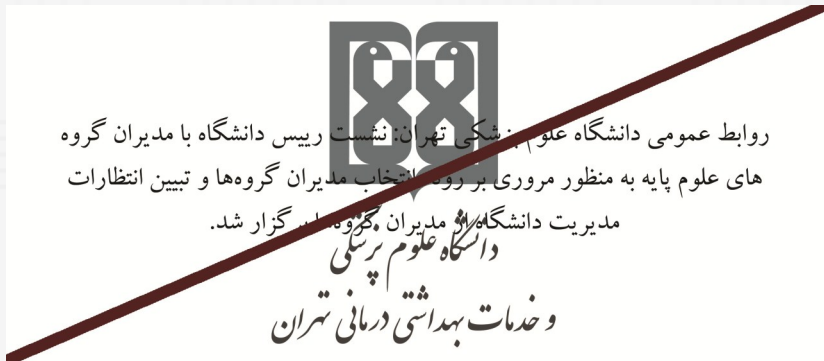 روابط عمومی دانشگاه علوم پزشکی تهران: نشست رییس دانشگاه با مدیران گروه
های علوم پایه به منظور مروری بر روند انتخاب مدیران گروه‌ها و تبیین انتظارات
مدیریت دانشگاه از مدیران گروه‌ها برگزار شد.
دانشگاه علوم پزشکی
و خدمات بهداشتی درمانی تهران